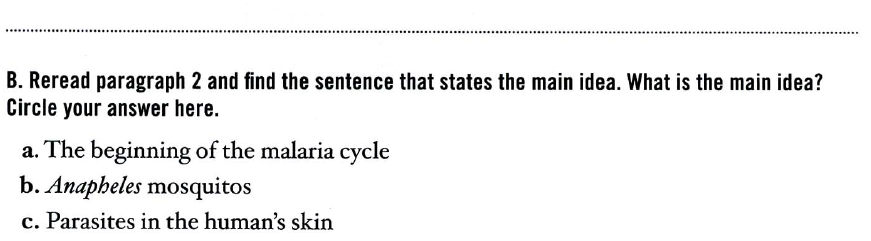 B. Reread paragraph 2 and find the sentence that states the main idea. What is the main idea?
Circle your answer here.
a. The beginning of the malaria cycle
b. Anapheles mosquitos
c. Parasites in the human's skin